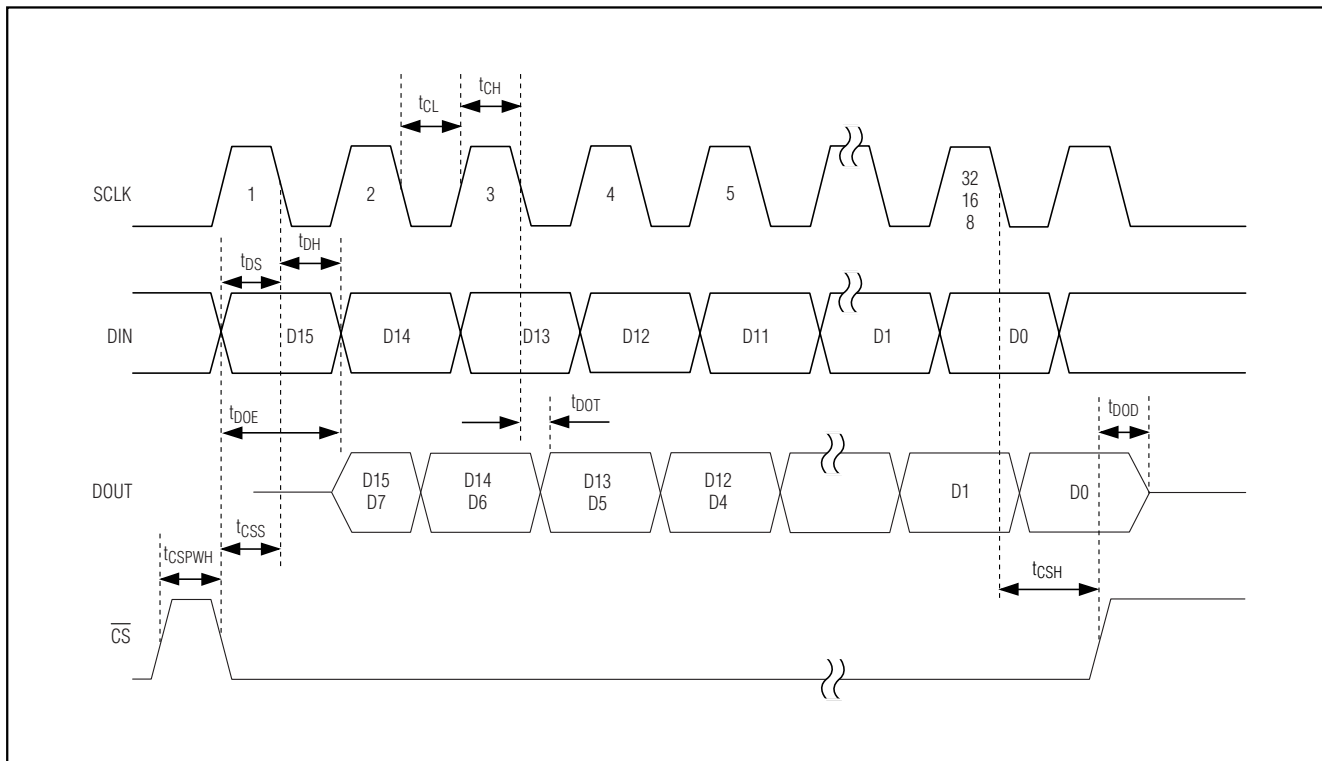 tCH
tCL
SCLK 1 2 3 4 5 32
16
8
tDH
tDS
DIN D15 D14 D13 D12 D11 D1 D0
tDOE tDOT tDOD
DOUT D15 D14 D13 D12 D1 D0
D7 D6 D5 D4
tCSS
tCSPWH tCSH
CS